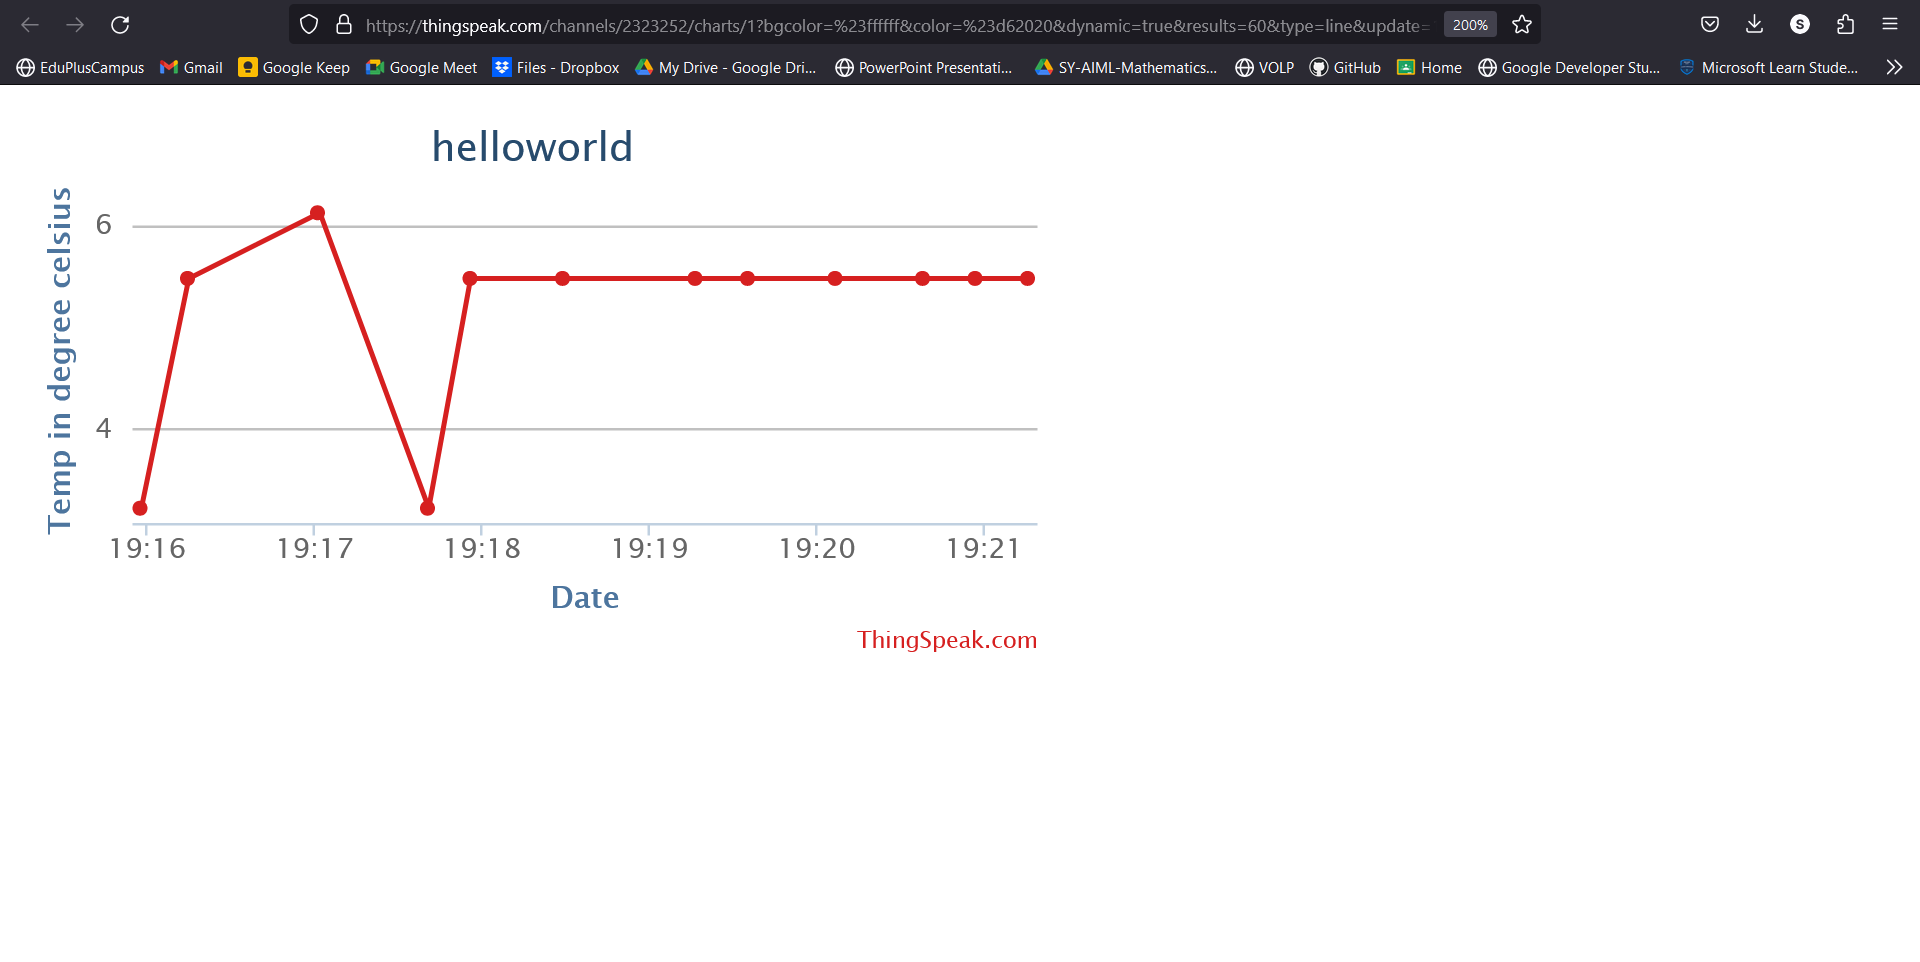 https://thingspeak.com/channels/2323252/charts/1?bgcolor=%23ffffff&color=%23d62020&dynamic=true&results=60&type=line&update= 200% S
EduPlusCampus Gmail Google Keep Google Meet Files - Dropbox My Drive - Google Dri... PowerPoint Presentati... SY-AIML-Mathematics... VOLP GitHub Home Google Developer Stu... Microsoft Learn Stude...
helloworld
Temp in degree celsius
6
4
19:16 19:17 19:18 19:19 19:20 19:21
Date
ThingSpeak.com